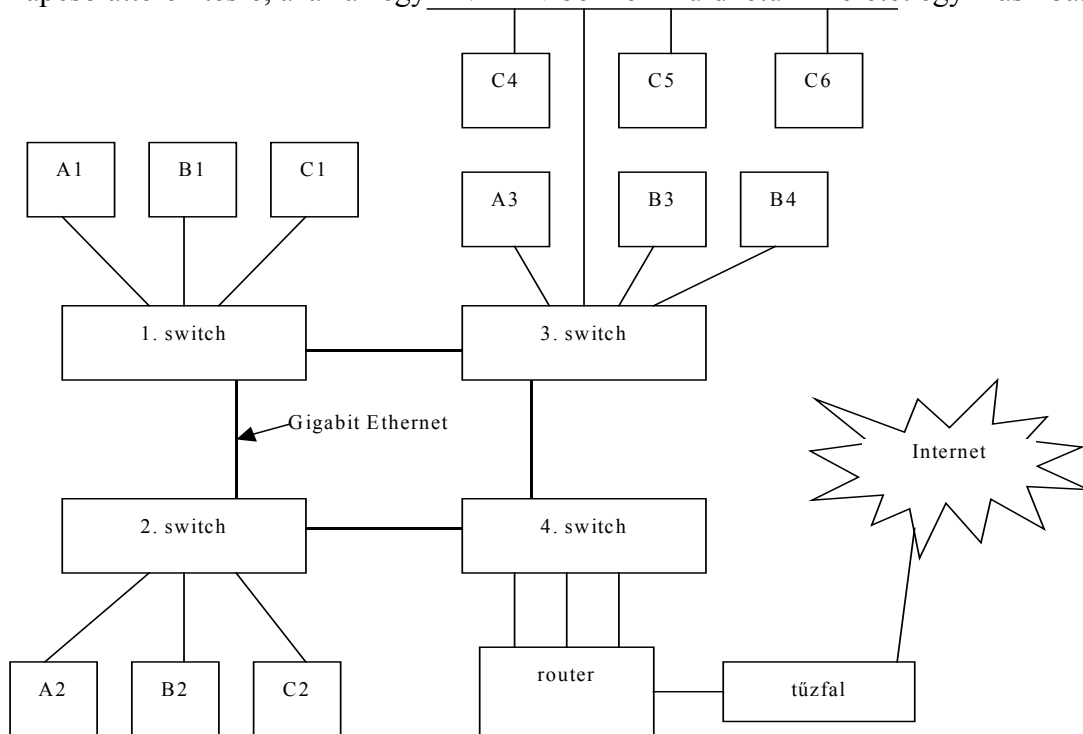 C4 C5 C6
A1 B1 C1
A3 B3 B4
1. switch 3. switch
Gigabit Ethernet
Internet
2. switch 4. switch
router
tűzfal
A2 B2 C2